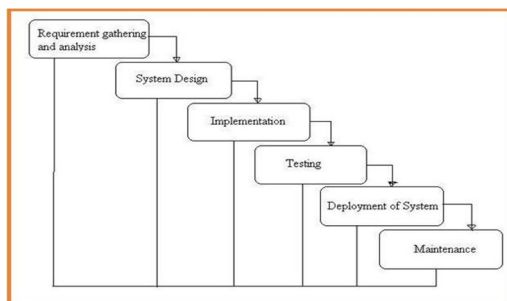 Requirement gathering
and analysis
System Design
Implementation
Testing
Deployment of System
Maintenance